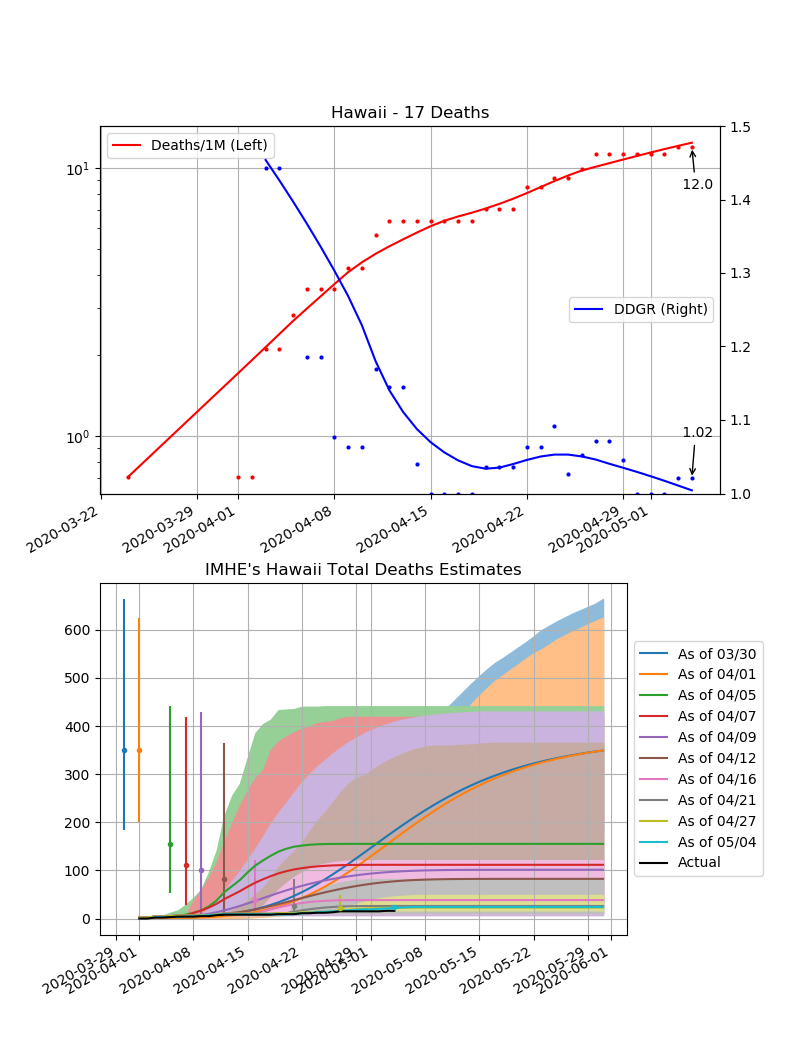 Hawaii - 17 Deaths
Deaths/1M (Left)
DDGR (Right)
12.0
1.02
10¹
10⁰
1.5
1.4
1.3
1.2
1.1
1.0
2020-03-22
2020-03-29
2020-04-01
2020-04-08
2020-04-15
2020-04-22
2020-04-29
2020-05-01
IMHE's Hawaii Total Deaths Estimates
600
500
400
300
200
100
0
2020-03-29
2020-04-01
2020-04-08
2020-04-15
2020-04-22
2020-04-29
2020-05-01
2020-05-08
2020-05-15
2020-05-22
2020-05-29
2020-06-01
As of 03/30
As of 04/01
As of 04/05
As of 04/07
As of 04/09
As of 04/12
As of 04/16
As of 04/21
As of 04/27
As of 05/04
Actual